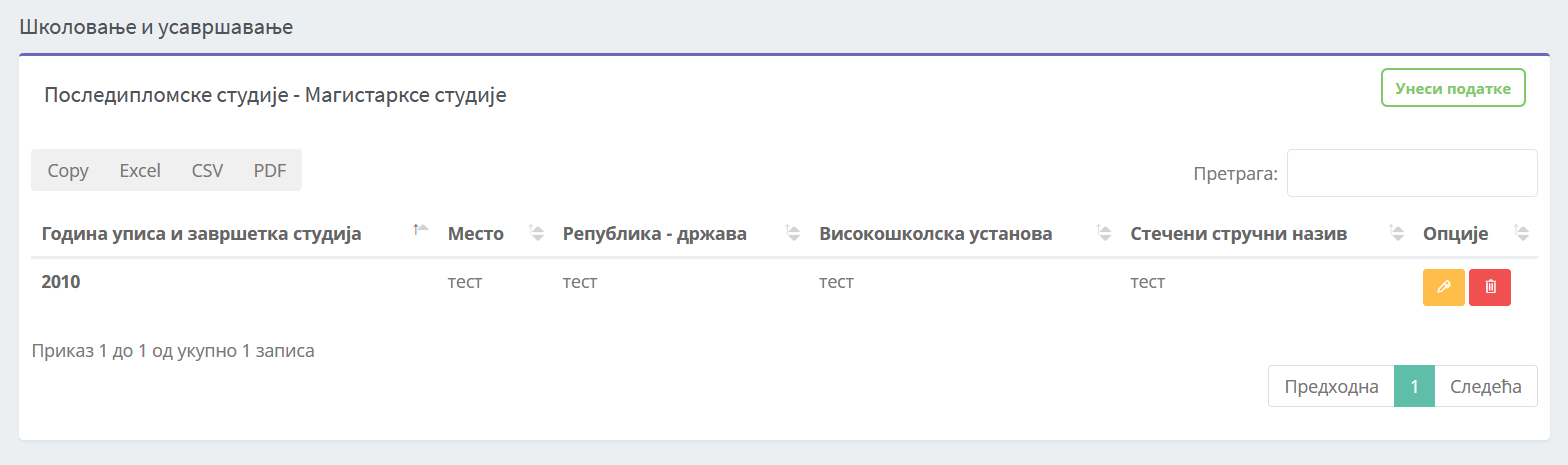 Школовање и усавршавање
Последипломске студије - Магистарксе студије
Унеси податке
Copy Excel CSV PDF
Претрага:
Година уписа и завршетка студија Место Република - држава Високошколска установа Стечени стручни назив Опције
2010 тест тест тест тест
Приказ 1 до 1 од укупно 1 записа
Предходна 1 Следећа